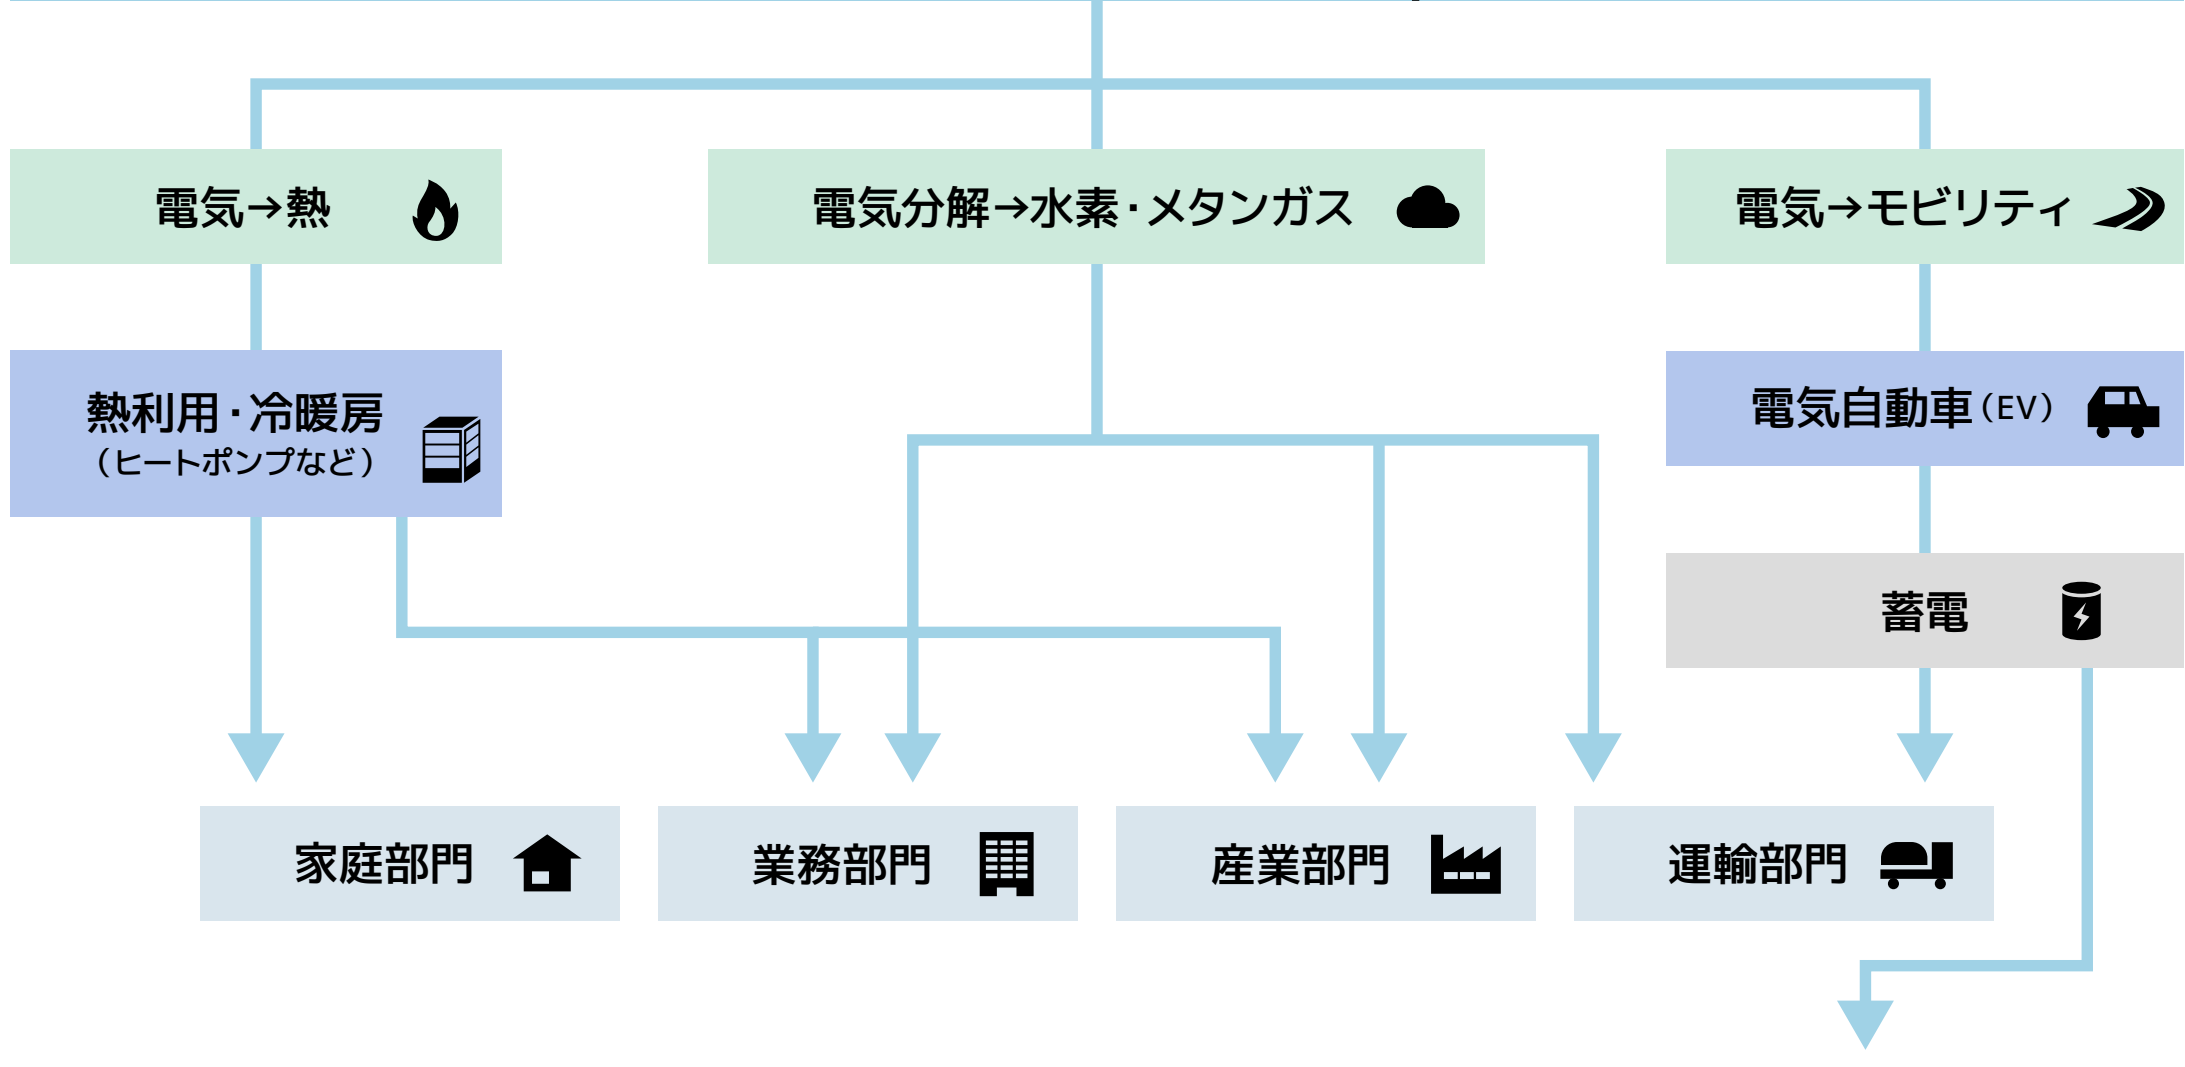 電気→熱
電気分解→水素・メタンガス
電気→モビリティ
熱利用・冷暖房
（ヒートポンプなど）
電気自動車（EV）
蓄電
家庭部門
業務部門
産業部門
運輸部門